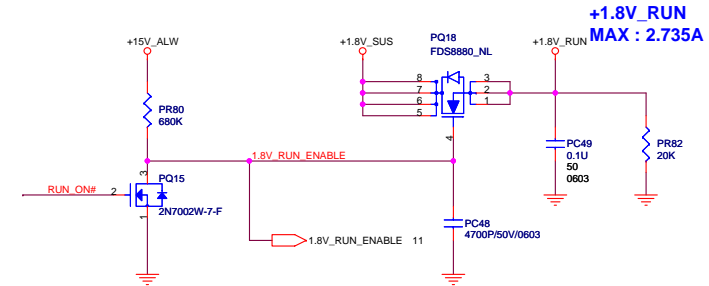 +1.8V_RUN
MAX : 2.735A
+15V_ALW
+1.8V_SUS
PQ18
FDS8880_NL
+1.8V_RUN
8
7
6
5
3
2
1
4
PR80
680K
PC49
0.1U
50
0603
PR82
20K
1.8V_RUN_ENABLE
3
PQ15
RUN_ON#
2
1
2N7002W-7-F
PC48
4700P/50V/0603
1.8V_RUN_ENABLE 11